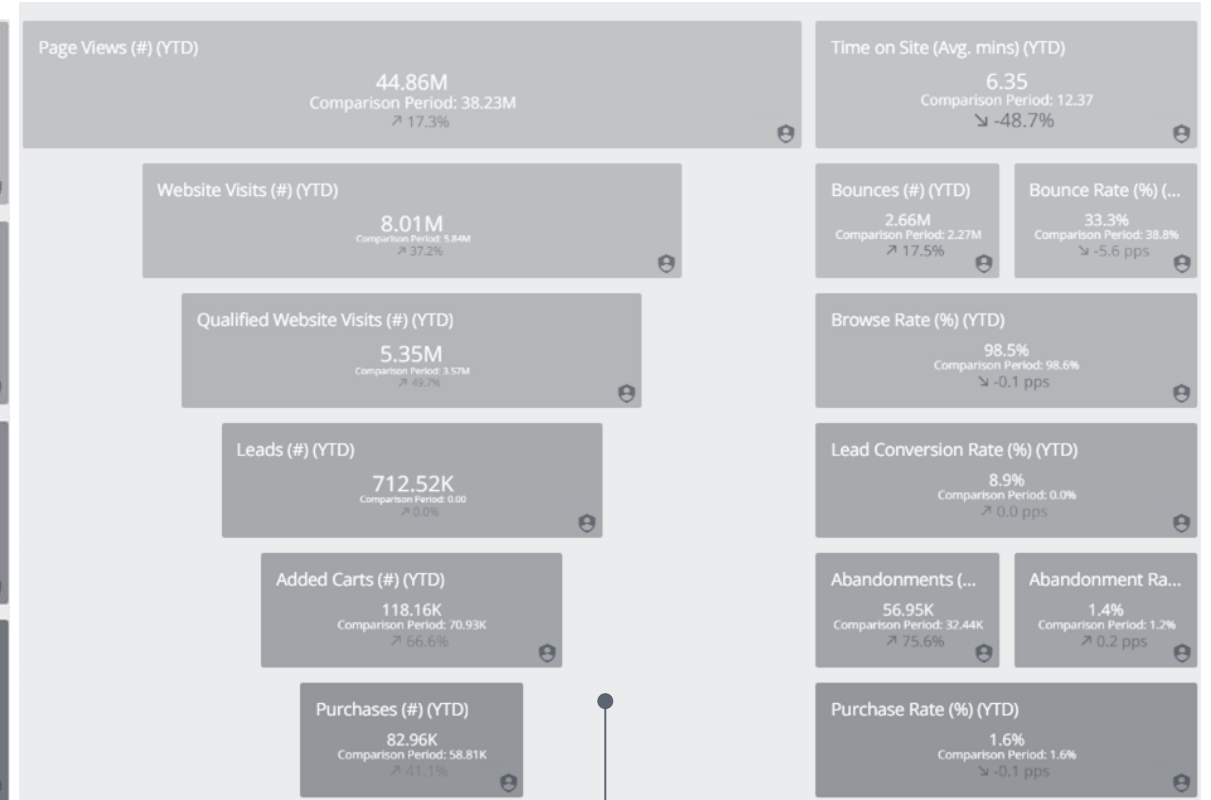 Page Views (#) (YTD)
44.86M
Comparison Period: 38.23M
↗ 17.3%
Time on Site (Avg. mins) (YTD)
6.35
Comparison Period: 12.37
↘ -48.7%
Website Visits (#) (YTD)
8.01M
Comparison Period: 5.84M
↗ 37.2%
Bounces (#) (YTD)
2.66M
Comparison Period: 2.27M
↗ 17.5%
Bounce Rate (%) (...
33.3%
Comparison Period: 38.8%
↘ -5.6 pps
Qualified Website Visits (#) (YTD)
5.35M
Comparison Period: 3.57M
↗ 49.7%
Browse Rate (%) (YTD)
98.5%
Comparison Period: 98.6%
↘ -0.1 pps
Leads (#) (YTD)
712.52K
Comparison Period: 0.00
↗ 0.0%
Lead Conversion Rate (%) (YTD)
8.9%
Comparison Period: 0.0%
↗ 0.0 pps
Added Carts (#) (YTD)
118.16K
Comparison Period: 70.93K
↗ 66.6%
Abandonments (...
56.95K
Comparison Period: 32.44K
↗ 75.6%
Abandonment Ra...
1.4%
Comparison Period: 1.2%
↗ 0.2 pps
Purchases (#) (YTD)
82.96K
Comparison Period: 58.81K
↗ 41.1%
Purchase Rate (%) (YTD)
1.6%
Comparison Period: 1.6%
↘ -0.1 pps